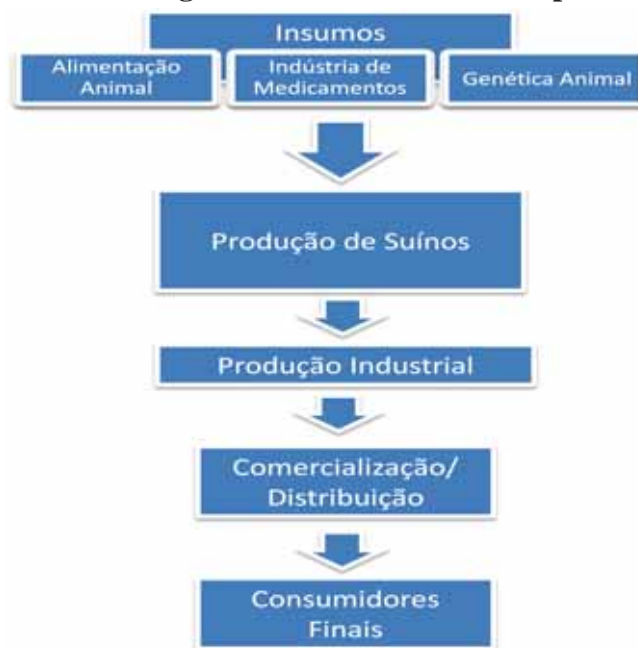 Insumos
Alimentação
Animal
Indústria de
Medicamentos
Genética Animal
Produção de Suínos
Produção Industrial
Comercialização/
Distribuição
Consumidores
Finais